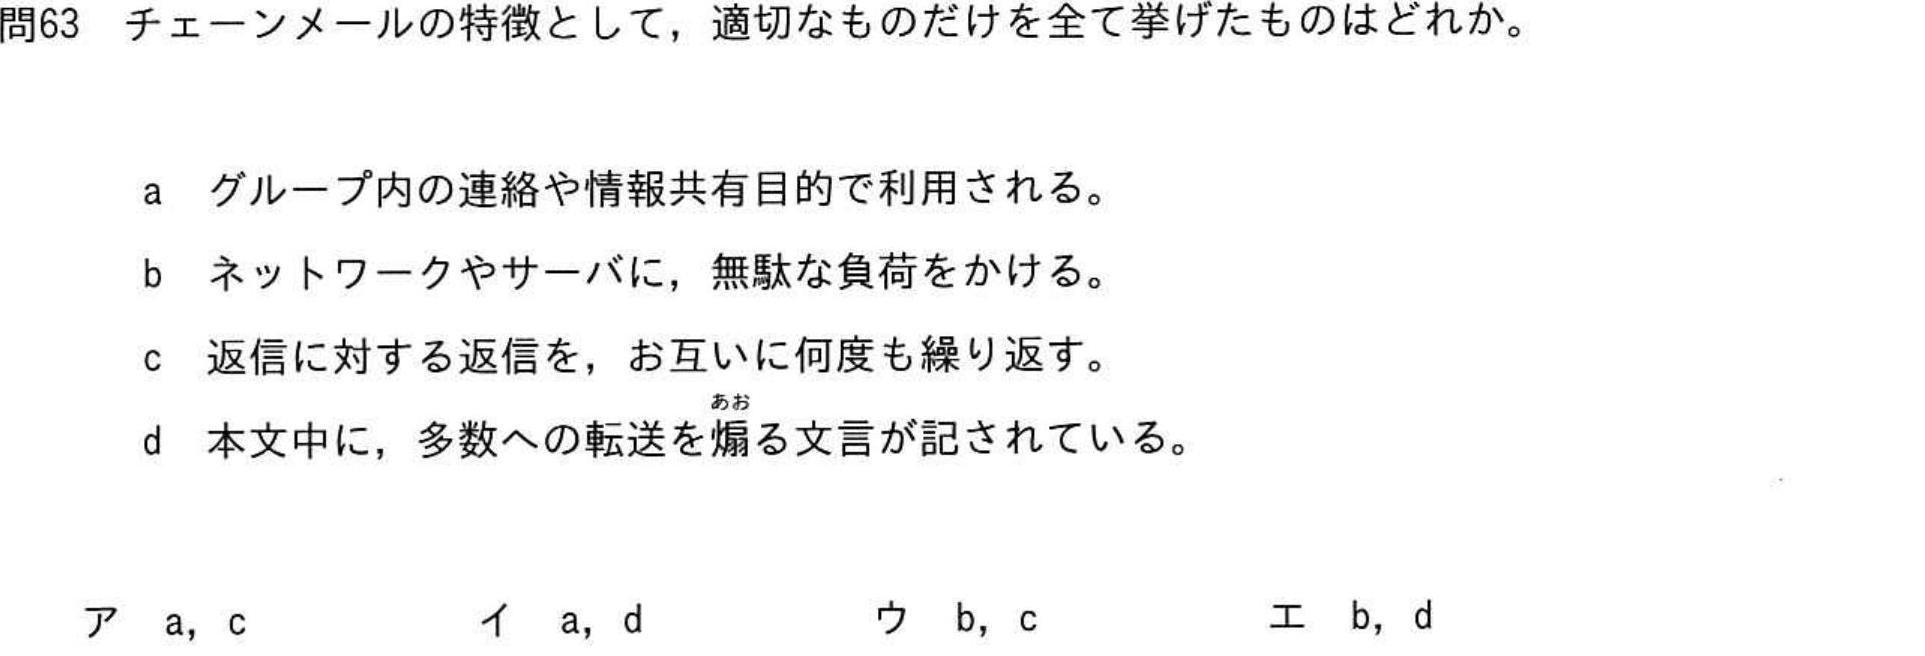 問63 チェーンメールの特徴として，適切なものだけを全て挙げたものはどれか。
a グループ内の連絡や情報共有目的で利用される。
b ネットワークやサーバに，無駄な負荷をかける。
c 返信に対する返信を，お互いに何度も繰り返す。
あお
d 本文中に，多数への転送を煽る文言が記されている。
ア a，c イ a，d ウ b，c エ b，d